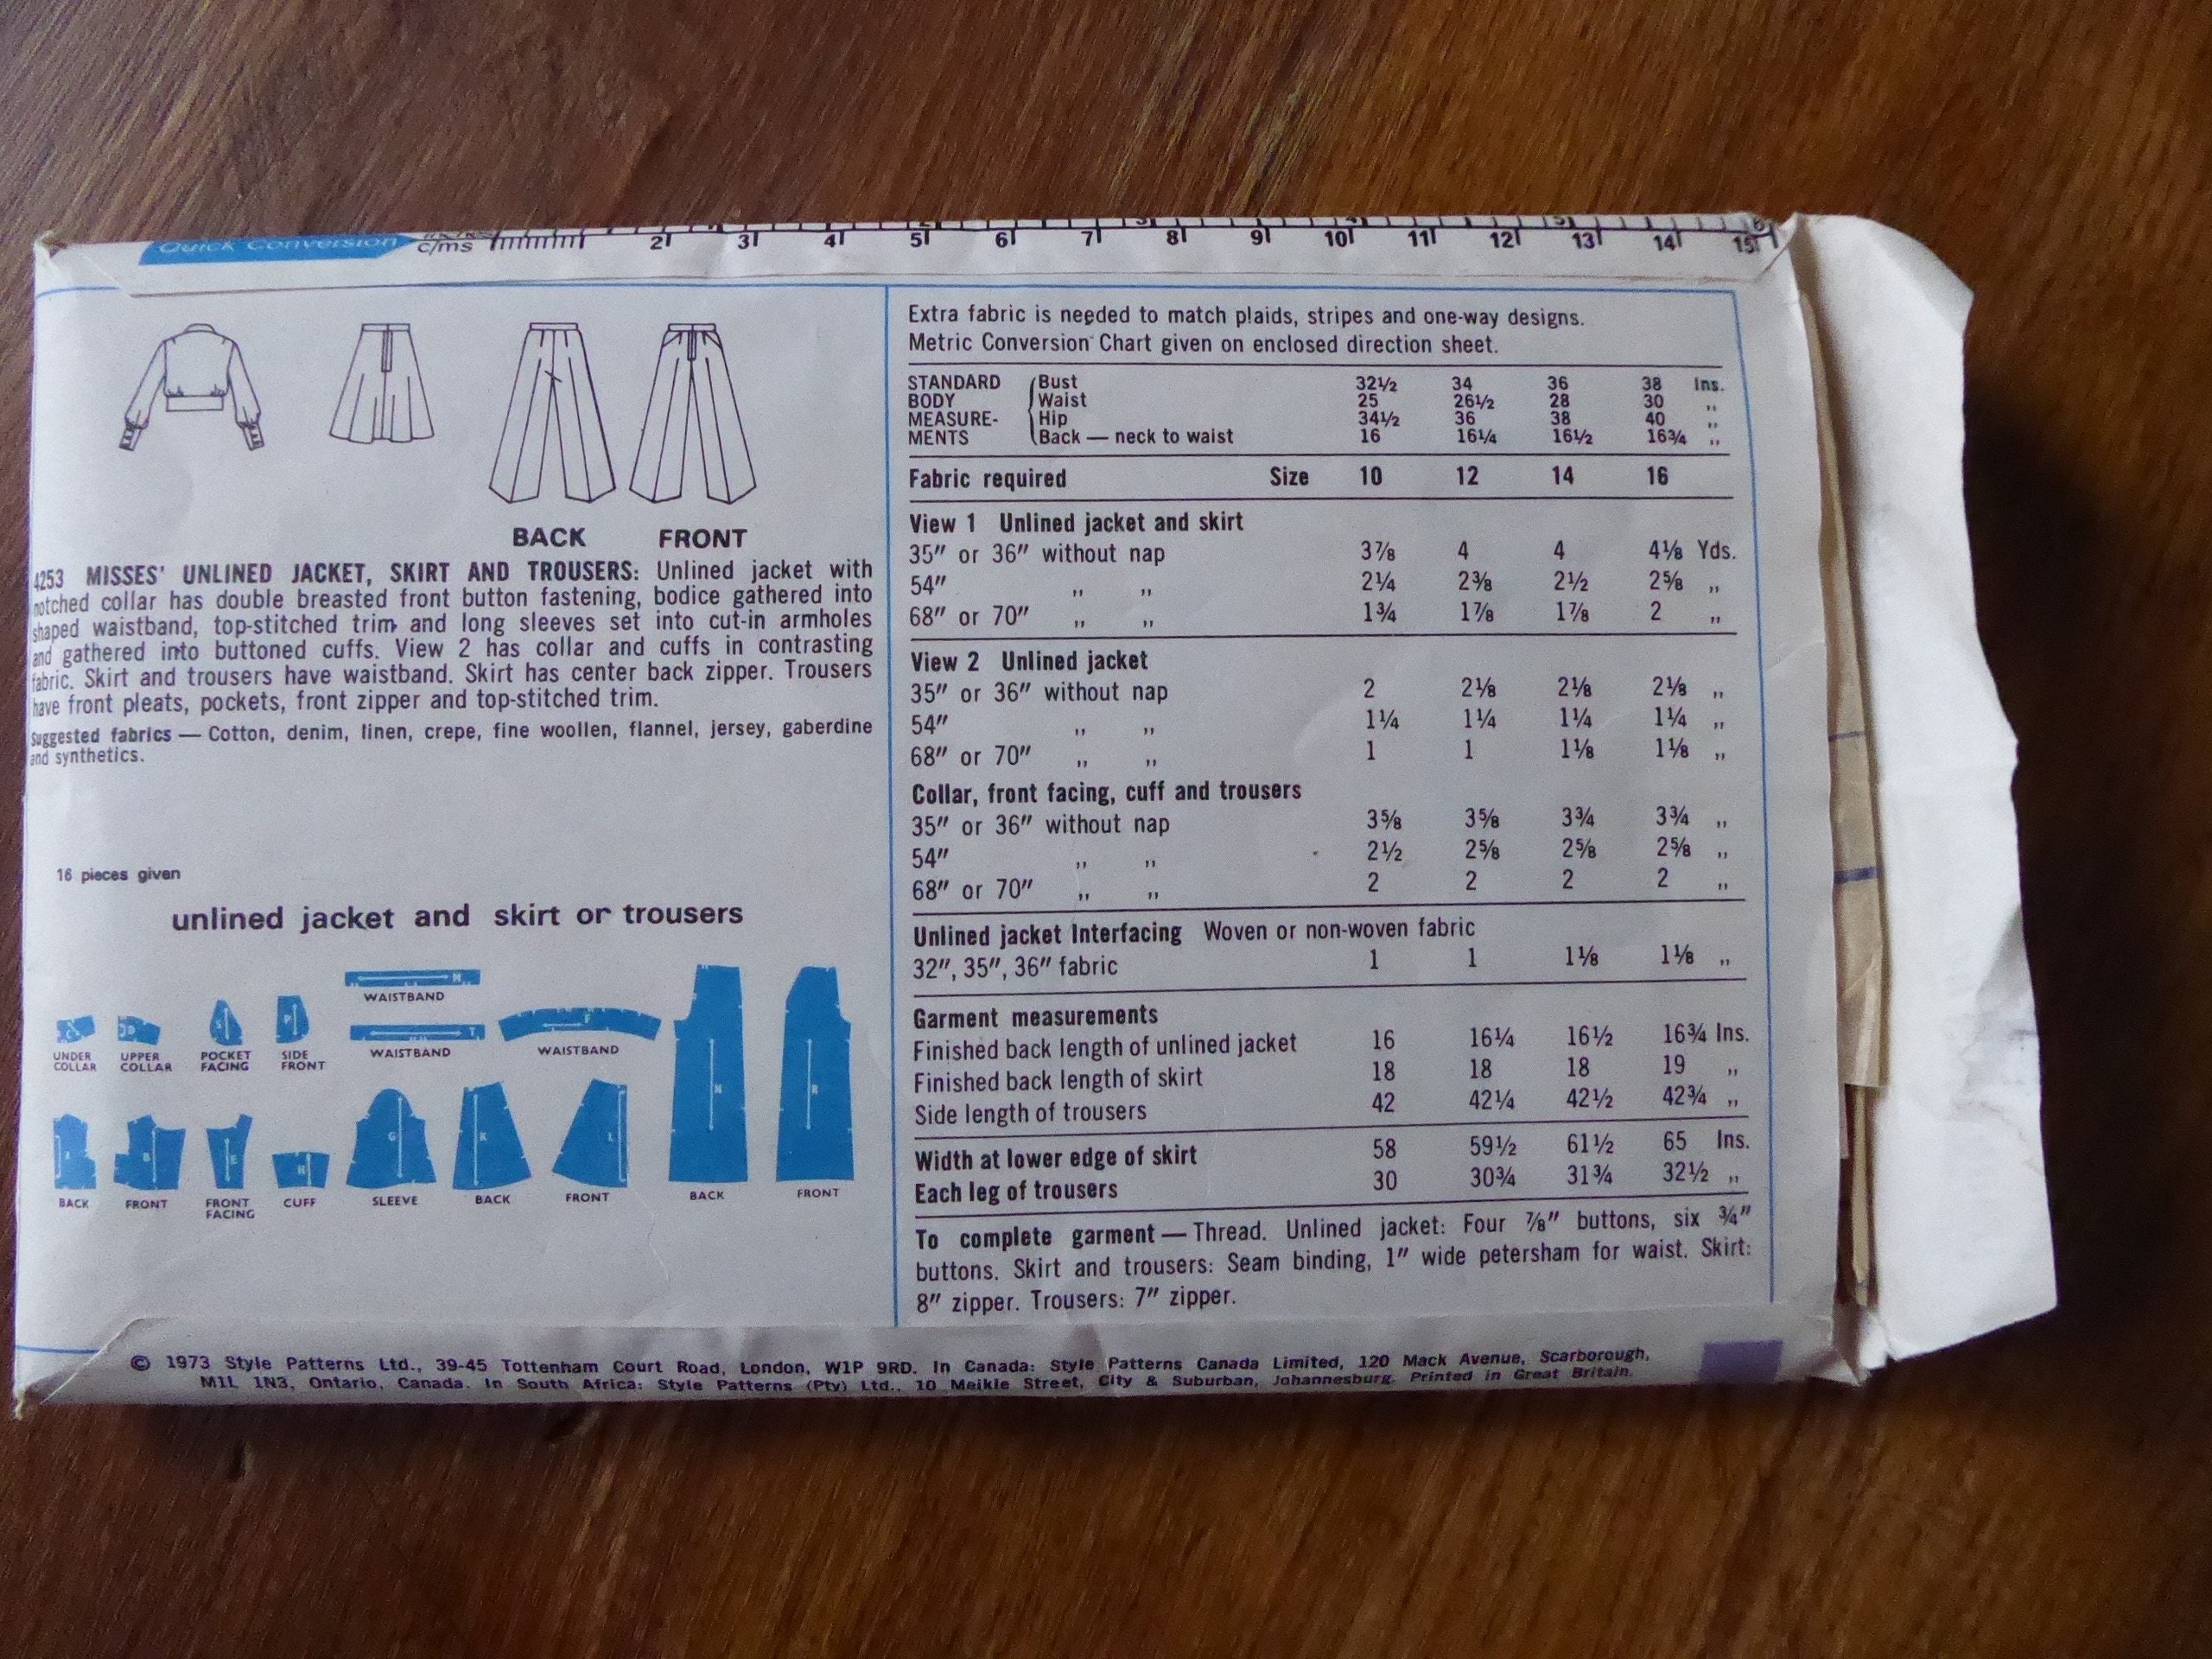 Quick Conversion
c/ms 2 3 4 5 6 7 8 9 10 11 12 13 14 15
BACK FRONT
4253 MISSES' UNLINED JACKET, SKIRT AND TROUSERS: Unlined jacket with
notched collar has double breasted front button fastening, bodice gathered into
shaped waistband, top-stitched trim and long sleeves set into cut-in armholes
and gathered into buttoned cuffs. View 2 has collar and cuffs in contrasting
fabric. Skirt and trousers have waistband. Skirt has center back zipper. Trousers
have front pleats, pockets, front zipper and top-stitched trim.
Suggested fabrics — Cotton, denim, linen, crepe, fine woollen, flannel, jersey, gaberdine
and synthetics.
16 pieces given
unlined jacket and skirt or trousers
M
WAISTBAND
C D S P T F
UNDER COLLAR
UPPER COLLAR
POCKET FACING
SIDE FRONT
WAISTBAND
WAISTBAND
N R
A B E H G K L
BACK FRONT FRONT FACING CUFF SLEEVE BACK FRONT BACK FRONT
Extra fabric is needed to match plaids, stripes and one-way designs.
Metric Conversion Chart given on enclosed direction sheet.
STANDARD Bust 32½ 34 36 38 Ins.
BODY Waist 25 26½ 28 30 ,,
MEASURE- Hip 34½ 36 38 40 ,,
MENTS Back — neck to waist 16 16¼ 16½ 16¾ ,,
Fabric required Size 10 12 14 16
View 1 Unlined jacket and skirt
35" or 36" without nap 3⅞ 4 4 4⅛ Yds.
54" ,, ,, 2¼ 2⅜ 2½ 2⅝ ,,
68" or 70" ,, ,, 1¾ 1⅞ 1⅞ 2 ,,
View 2 Unlined jacket
35" or 36" without nap 2 2⅛ 2⅛ 2⅛ ,,
54" ,, ,, 1¼ 1¼ 1¼ 1¼ ,,
68" or 70" ,, ,, 1 1 1⅛ 1⅛ ,,
Collar, front facing, cuff and trousers
35" or 36" without nap 3⅝ 3⅝ 3¾ 3¾ ,,
54" ,, ,, 2½ 2⅝ 2⅝ 2⅝ ,,
68" or 70" ,, ,, 2 2 2 2 ,,
Unlined jacket Interfacing Woven or non-woven fabric
32", 35", 36" fabric 1 1 1⅛ 1⅛ ,,
Garment measurements
Finished back length of unlined jacket 16 16¼ 16½ 16¾ Ins.
Finished back length of skirt 18 18 18 19 ,,
Side length of trousers 42 42¼ 42½ 42¾ ,,
Width at lower edge of skirt 58 59½ 61½ 65 Ins.
Each leg of trousers 30 30¾ 31¾ 32½ ,,
To complete garment — Thread. Unlined jacket: Four ⅞" buttons, six ¾"
buttons. Skirt and trousers: Seam binding, 1" wide petersham for waist. Skirt:
8" zipper. Trousers: 7" zipper.
© 1973 Style Patterns Ltd., 39-45 Tottenham Court Road, London, W1P 9RD. In Canada: Style Patterns Canada Limited, 120 Mack Avenue, Scarborough,
M1L 1N3, Ontario, Canada. In South Africa: Style Patterns (Pty) Ltd., 10 Meikle Street, City & Suburban, Johannesburg. Printed in Great Britain.